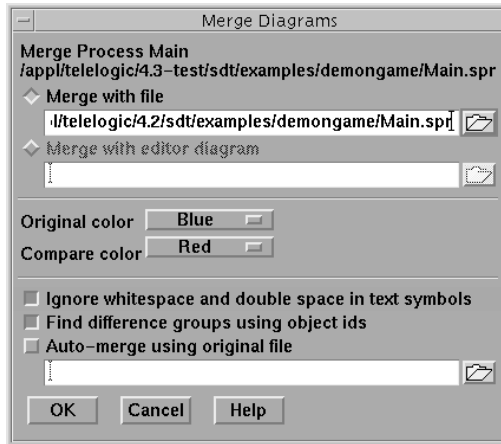 Merge Diagrams
Merge Process Main
/appl/telelogic/4.3-test/sdt/examples/demongame/Main.spr
Merge with file
l/telelogic/4.2/sdt/examples/demongame/Main.spr
Merge with editor diagram
Original color Blue
Compare color Red
Ignore whitespace and double space in text symbols
Find difference groups using object ids
Auto-merge using original file
OK Cancel Help